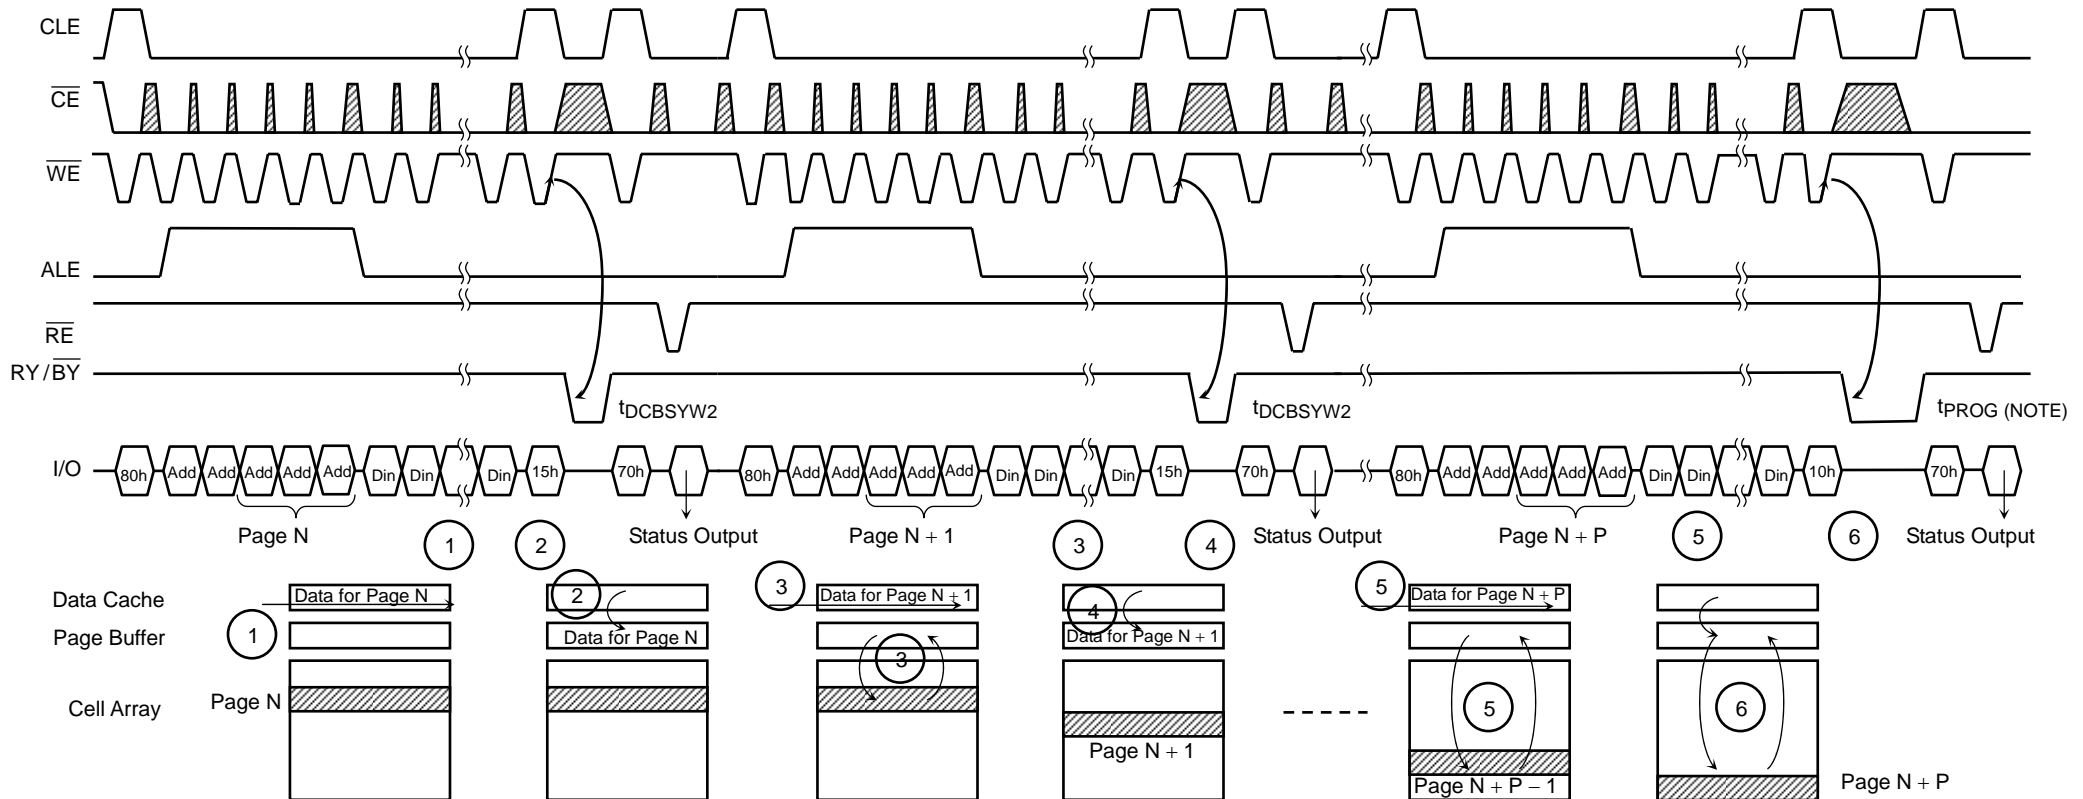 CLE
CE
WE
ALE
RE
RY/BY
tDCBSYW2 tDCBSYW2 tPROG (NOTE)
I/O 80h Add Add Add Add Add Din Din Din 15h 70h 80h Add Add Add Add Add Din Din Din 15h 70h 80h Add Add Add Add Add Din Din Din 10h 70h
Page N 1 2 Status Output Page N + 1 3 4 Status Output Page N + P 5 6 Status Output
Data Cache Data for Page N 2 3 Data for Page N + 1 4 5 Data for Page N + P
Page Buffer 1 Data for Page N 3 Data for Page N + 1
Cell Array Page N 5 6
Page N + 1
Page N + P − 1 Page N + P